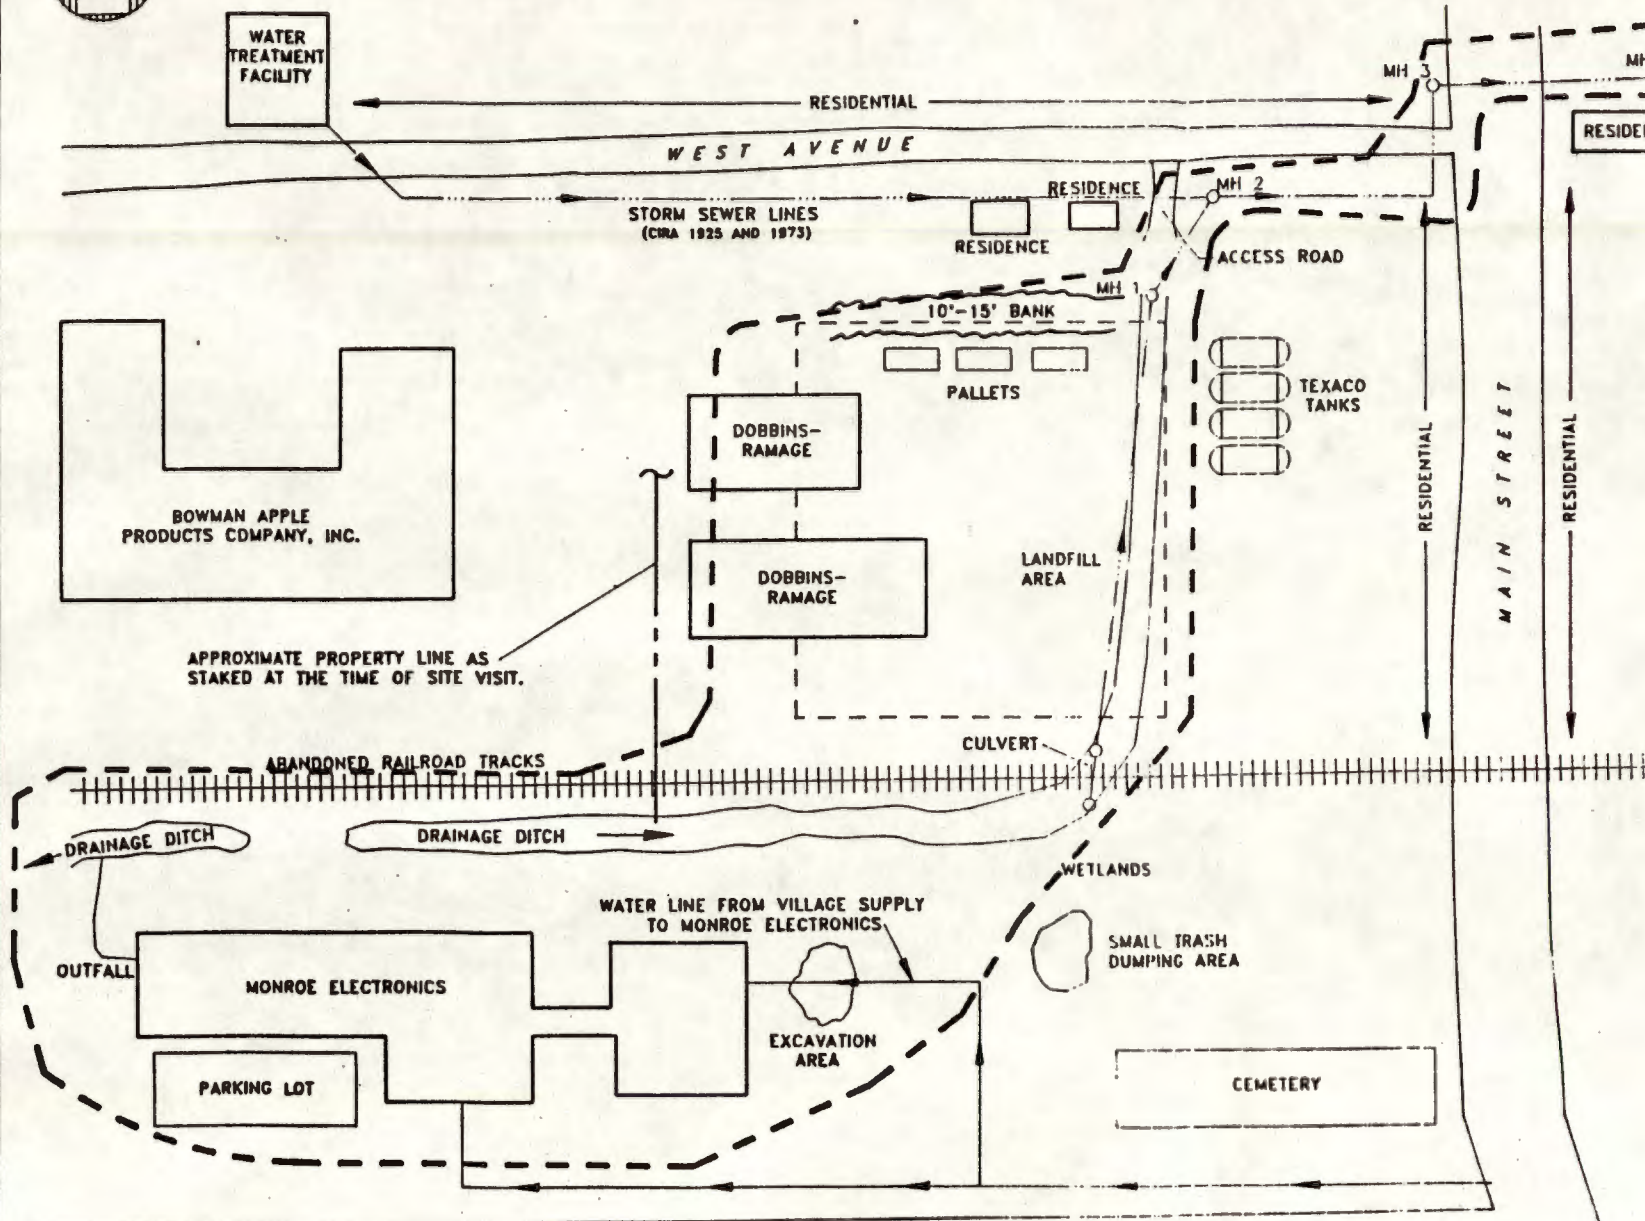 WATER
TREATMENT
FACILITY
MH 3
MH
RESIDENTIAL
WEST AVENUE
RESIDENCE
MH 2
STORM SEWER LINES
(CIRA 1925 AND 1973)
RESIDENCE
ACCESS ROAD
MH 1
10'-15' BANK
PALLETS
TEXACO
TANKS
DOBBINS-
RAMAGE
RESIDENTIAL
MAIN STREET
RESIDENTIAL
BOWMAN APPLE
PRODUCTS COMPANY, INC.
LANDFILL
AREA
DOBBINS-
RAMAGE
APPROXIMATE PROPERTY LINE AS
STAKED AT THE TIME OF SITE VISIT.
CULVERT
ABANDONED RAILROAD TRACKS
DRAINAGE DITCH
DRAINAGE DITCH
WETLANDS
WATER LINE FROM VILLAGE SUPPLY
TO MONROE ELECTRONICS
SMALL TRASH
DUMPING AREA
OUTFALL
MONROE ELECTRONICS
EXCAVATION
AREA
PARKING LOT
CEMETERY